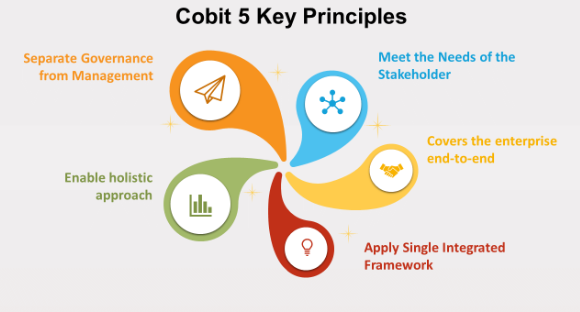 Cobit 5 Key Principles
Separate Governance
from Management
Meet the Needs of the
Stakeholder
Covers the enterprise
end-to-end
Enable holistic
approach
Apply Single Integrated
Framework